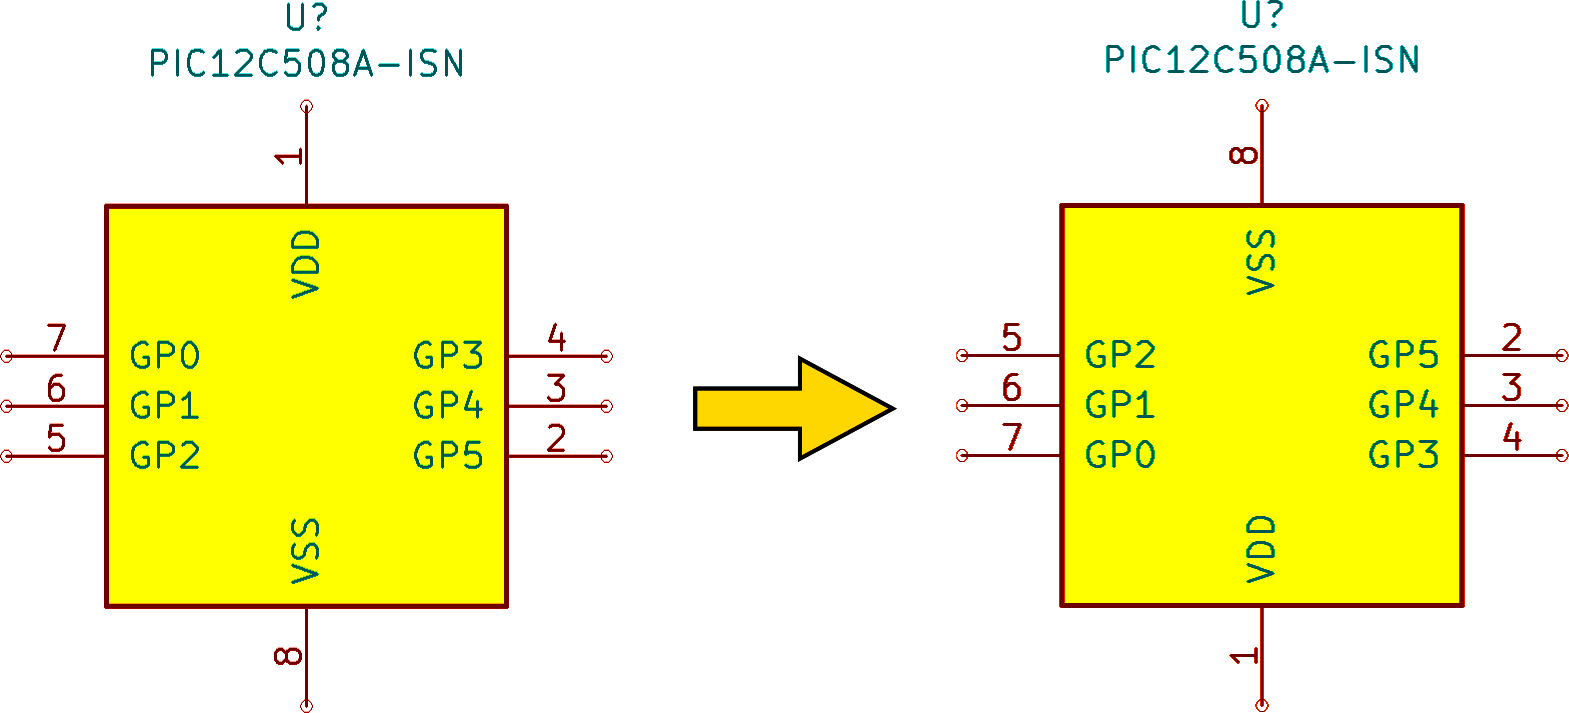 U?
PIC12C508A-ISN
1
VDD
7 GP0 GP3 4
6 GP1 GP4 3
5 GP2 GP5 2
VSS
8
U?
PIC12C508A-ISN
8
VSS
5 GP2 GP5 2
6 GP1 GP4 3
7 GP0 GP3 4
VDD
1